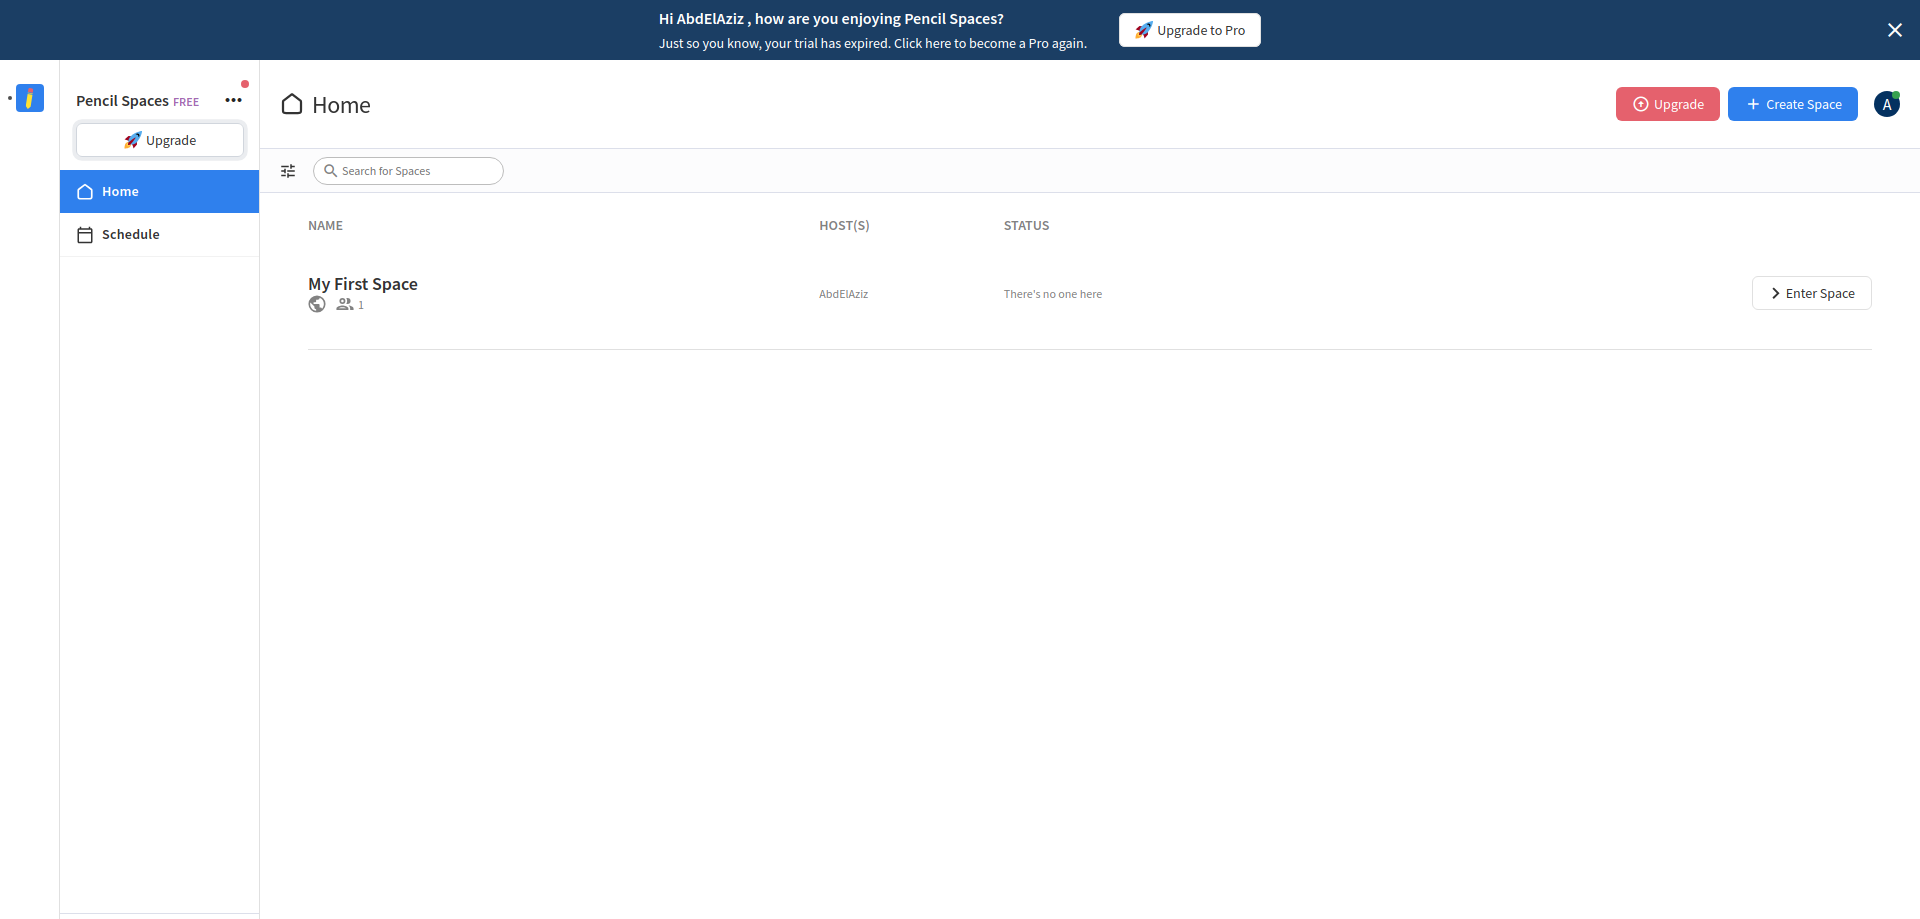 Hi AbdElAziz , how are you enjoying Pencil Spaces?
Just so you know, your trial has expired. Click here to become a Pro again.
Upgrade to Pro
Pencil Spaces FREE
Upgrade
Home
Schedule
Home
Upgrade
Create Space
A
Search for Spaces
NAME HOST(S) STATUS
My First Space
1
AbdElAziz
There's no one here
Enter Space